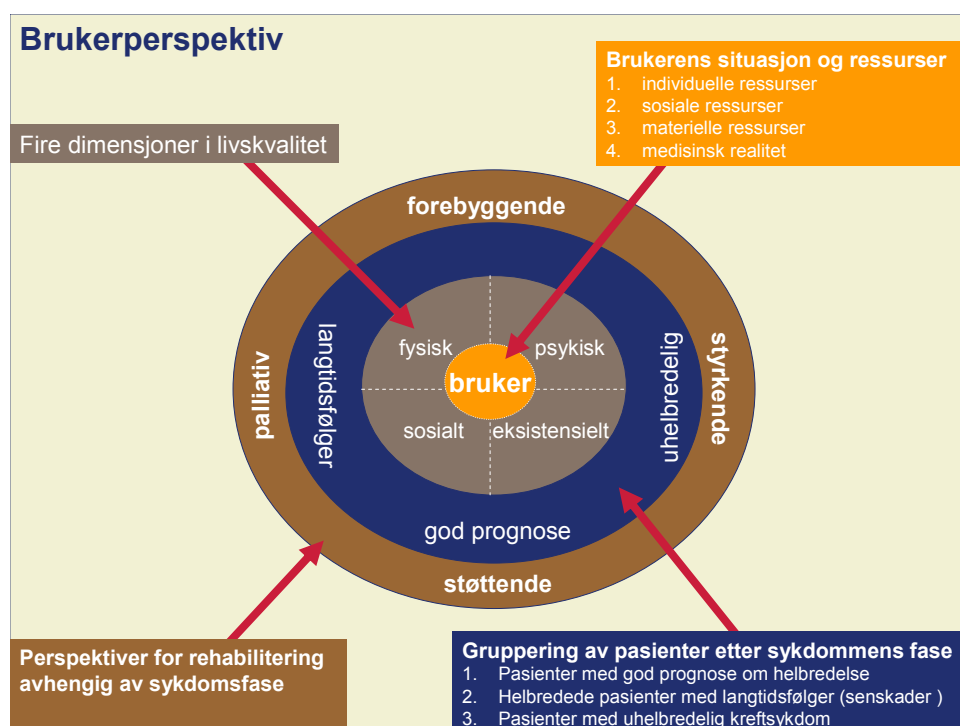 Brukerperspektiv
Brukerens situasjon og ressurser
1. individuelle ressurser
2. sosiale ressurser
3. materielle ressurser
4. medisinsk realitet
Fire dimensjoner i livskvalitet
forebyggende
palliativ
langtidsfølger
fysisk
psykisk
bruker
sosialt
eksistensielt
uhelbredelig
styrkende
god prognose
støttende
Perspektiver for rehabilitering
avhengig av sykdomsfase
Gruppering av pasienter etter sykdommens fase
1. Pasienter med god prognose om helbredelse
2. Helbredede pasienter med langtidsfølger (senskader )
3. Pasienter med uhelbredelig kreftsykdom